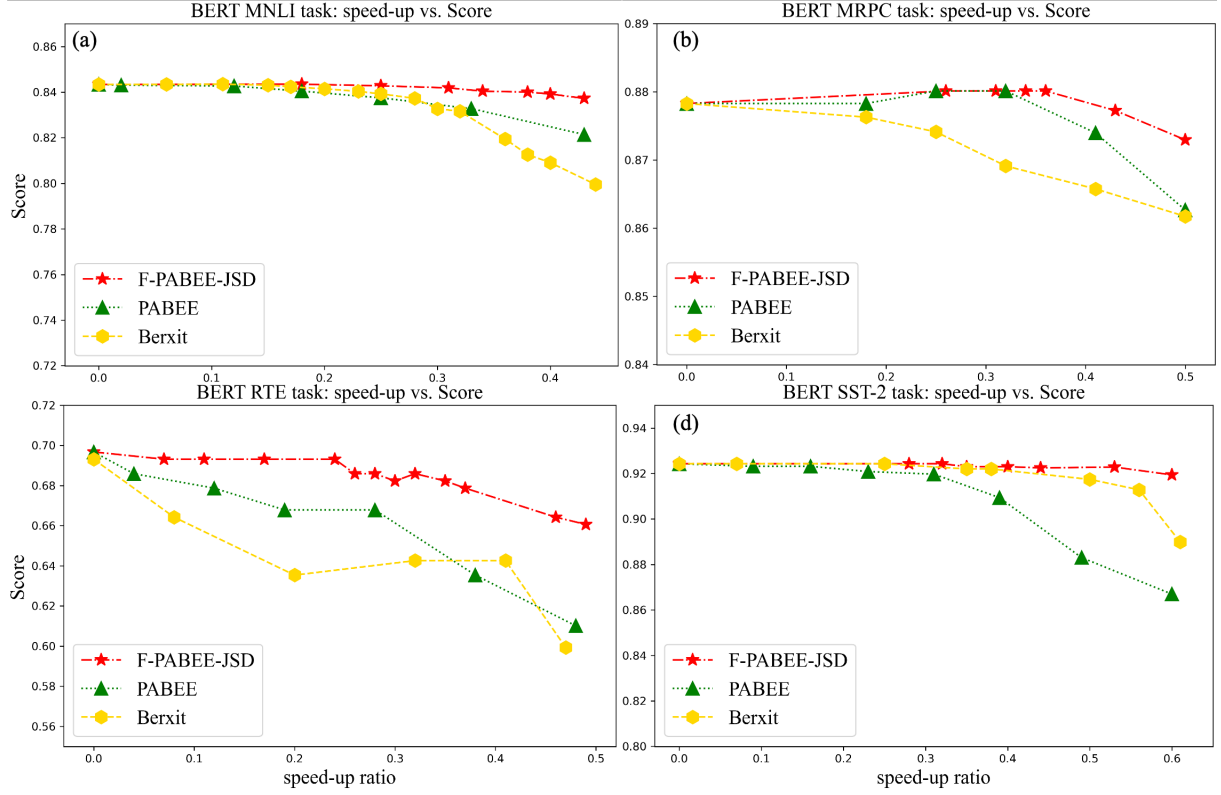 BERT MNLI task: speed-up vs. Score
(a)
0.86
0.84
0.82
0.80
0.78
0.76
0.74
0.72
Score
F-PABEE-JSD
PABEE
Berxit
0.0 0.1 0.2 0.3 0.4
BERT MRPC task: speed-up vs. Score
(b)
0.89
0.88
0.87
0.86
0.85
0.84
F-PABEE-JSD
PABEE
Berxit
0.0 0.1 0.2 0.3 0.4 0.5
BERT RTE task: speed-up vs. Score
0.72
0.70
0.68
0.66
0.64
0.62
0.60
0.58
0.56
Score
F-PABEE-JSD
PABEE
Berxit
0.0 0.1 0.2 0.3 0.4 0.5
speed-up ratio
BERT SST-2 task: speed-up vs. Score
(d)
0.94
0.92
0.90
0.88
0.86
0.84
0.82
0.80
F-PABEE-JSD
PABEE
Berxit
0.0 0.1 0.2 0.3 0.4 0.5 0.6
speed-up ratio